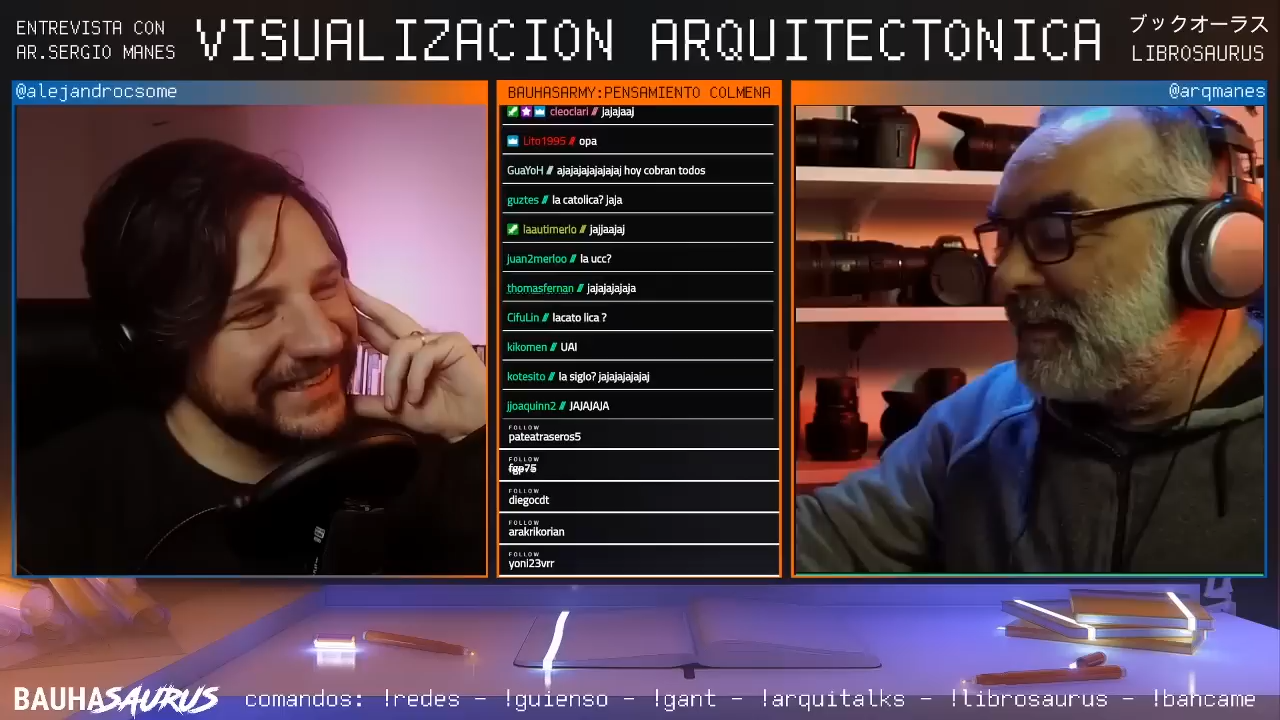 ENTREVISTA CON
AR.SERGIO MANES
VISUALIZACION ARQUITECTONICA
ブックオーラス
LIBROSAURUS
@alejandrocsome
BAUHASARMY:PENSAMIENTO COLMENA
@arqmanes
cleoclari // jajajaaj
Lito1995 // opa
GuaYoH // ajajajajajajajaj hoy cobran todos
guztes // la catolica? jaja
laautimerlo // jajjaajaj
juan2merloo // la ucc?
thomasfernan // jajajajajaja
CifuLin // lacato lica ?
kikomen // UAI
kotesito // la siglo? jajajajajajaj
jjoaquinn2 // JAJAJAJA
FOLLOW
pateatraseros5
FOLLOW
FOLLOW
diegocdt
FOLLOW
arakrikorian
FOLLOW
yoni23vrr
BAUHASAURUS
comandos: !redes - !guienso - !gant - !arquitalks - !librosaurus - !bancame